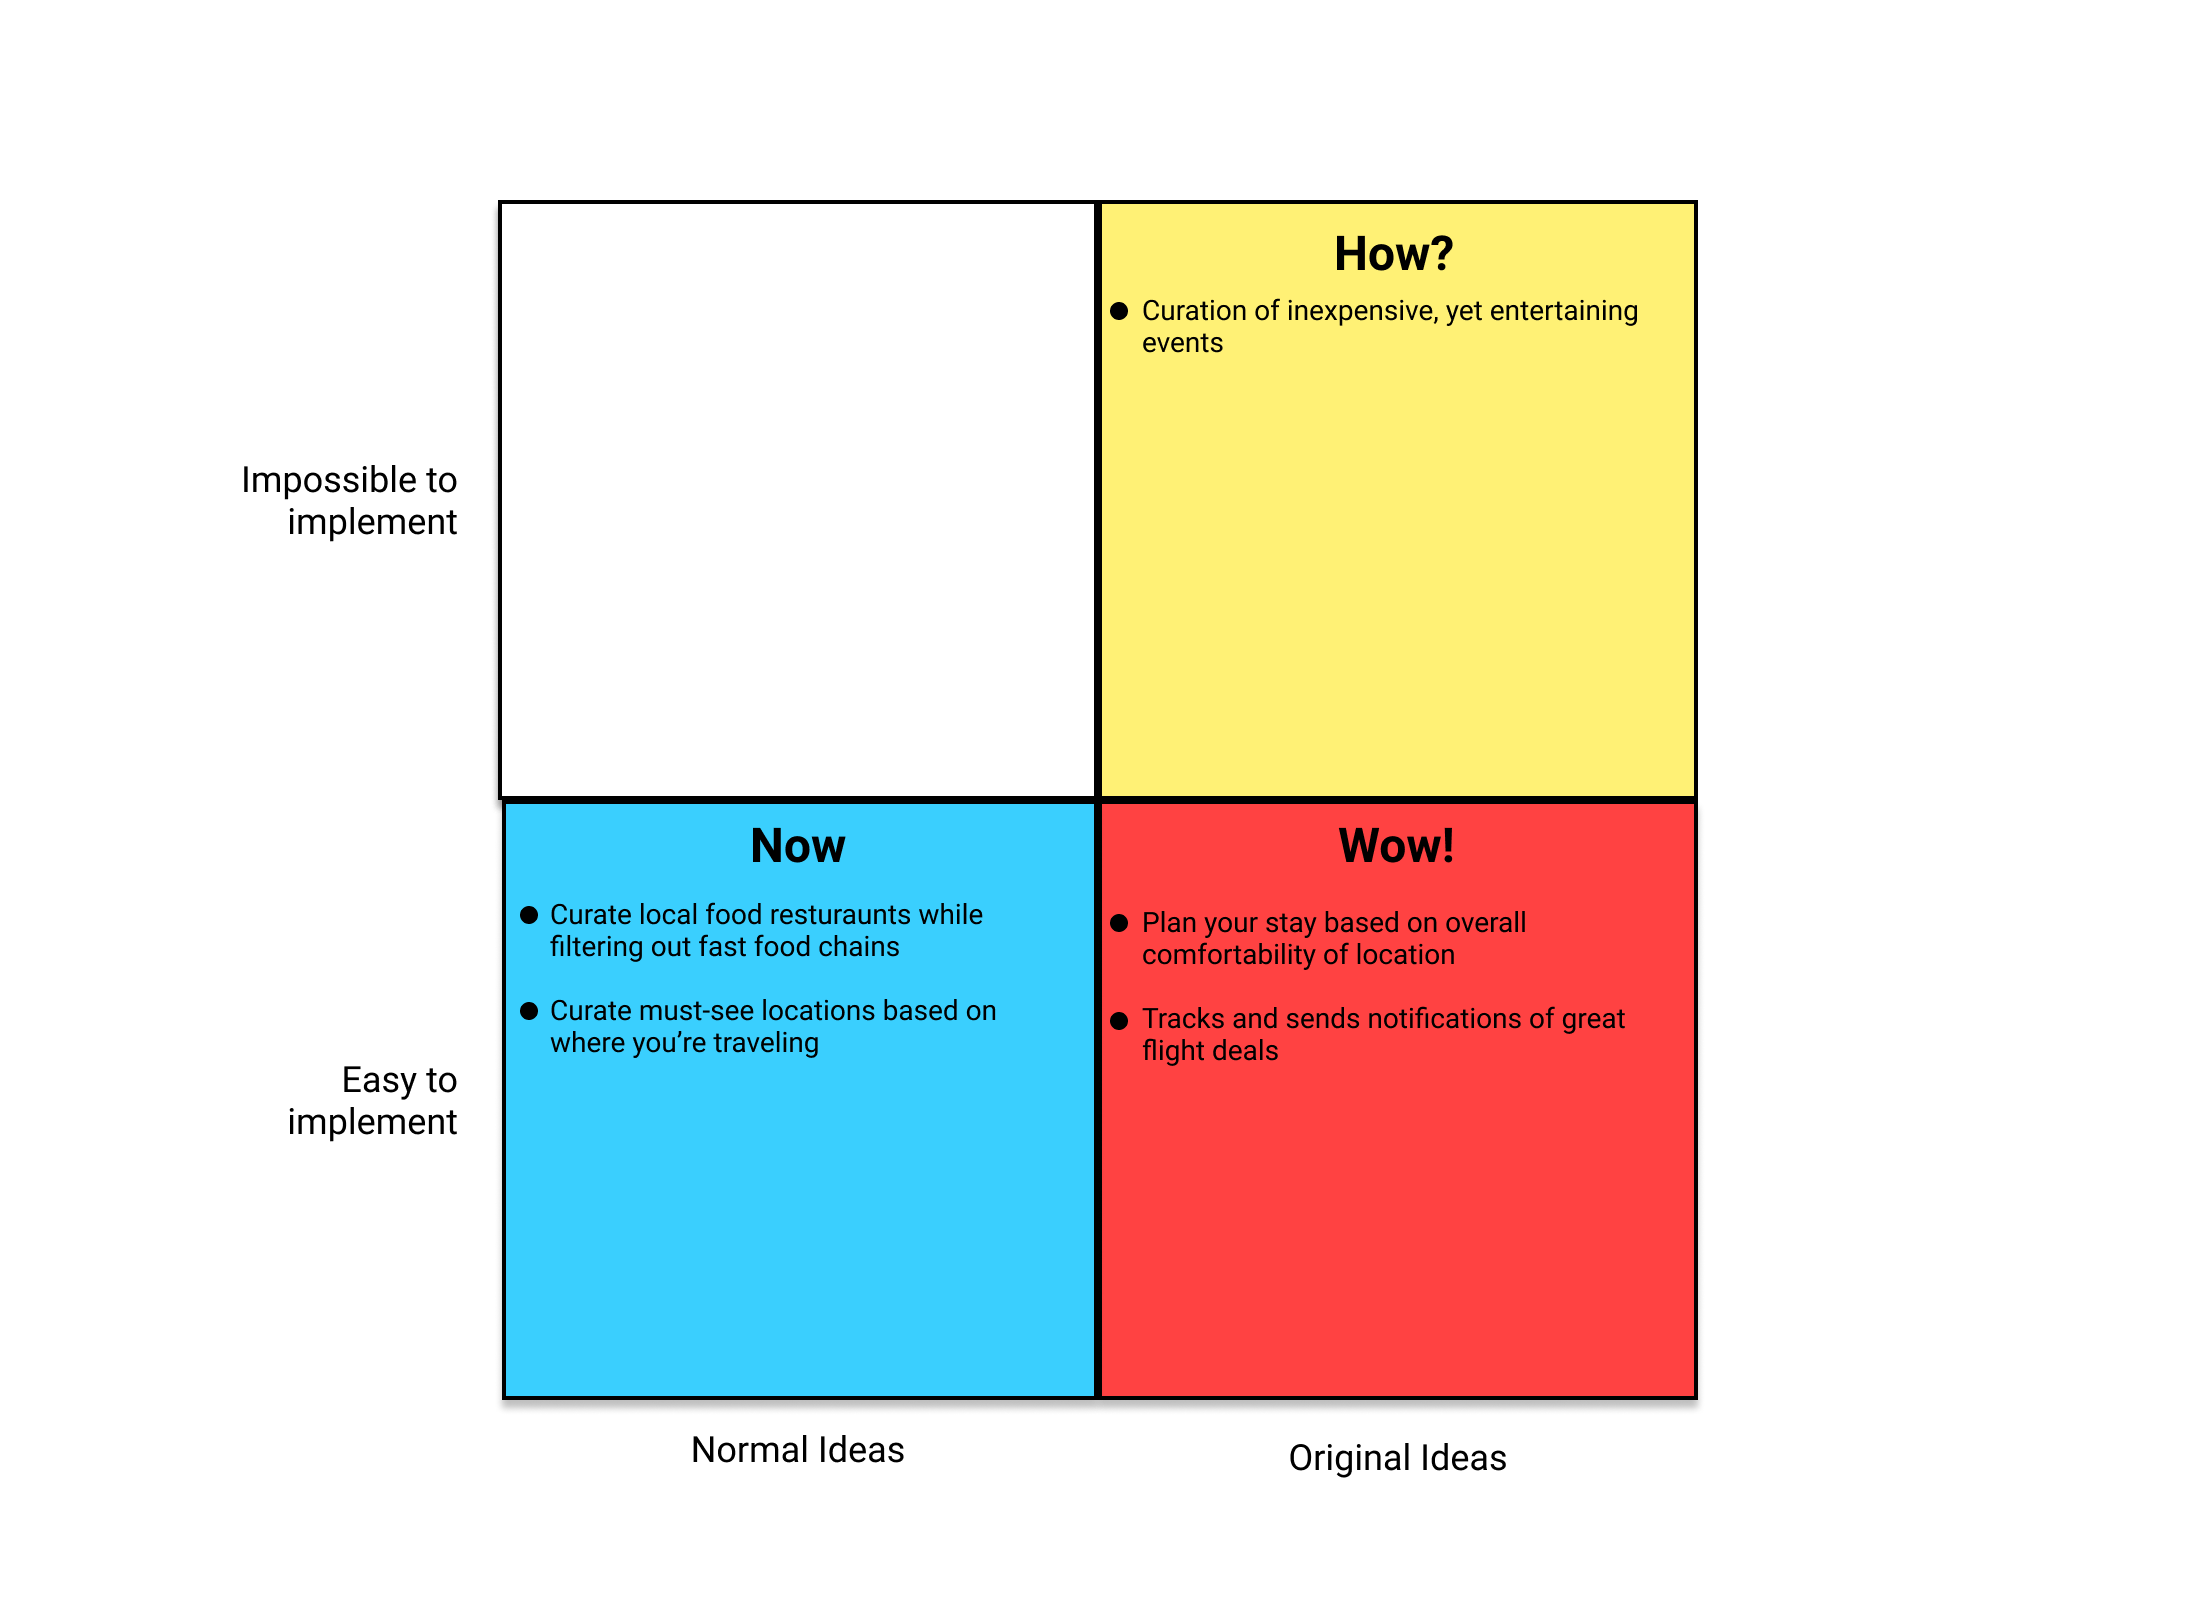 How?
Curation of inexpensive, yet entertaining
events
Impossible to
implement
Now
Curate local food resturaunts while
filtering out fast food chains
Curate must-see locations based on
where you’re traveling
Wow!
Plan your stay based on overall
comfortability of location
Tracks and sends notifications of great
flight deals
Easy to
implement
Normal Ideas
Original Ideas